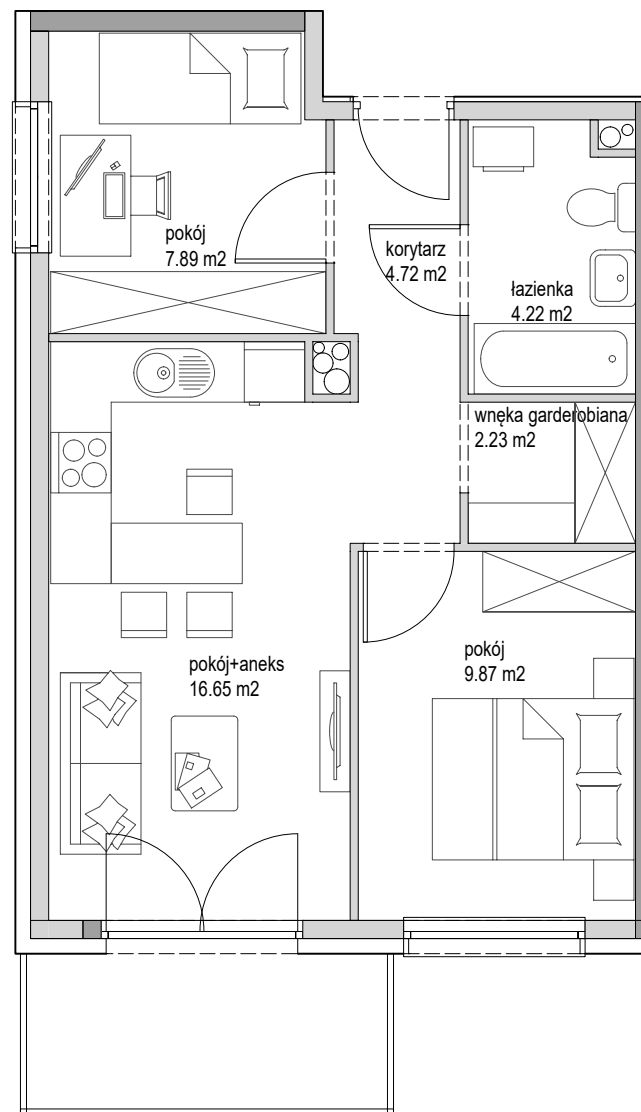 pokój
7.89 m2
korytarz
4.72 m2
łazienka
4.22 m2
wnęka garderobiana
2.23 m2
pokój+aneks
16.65 m2
pokój
9.87 m2